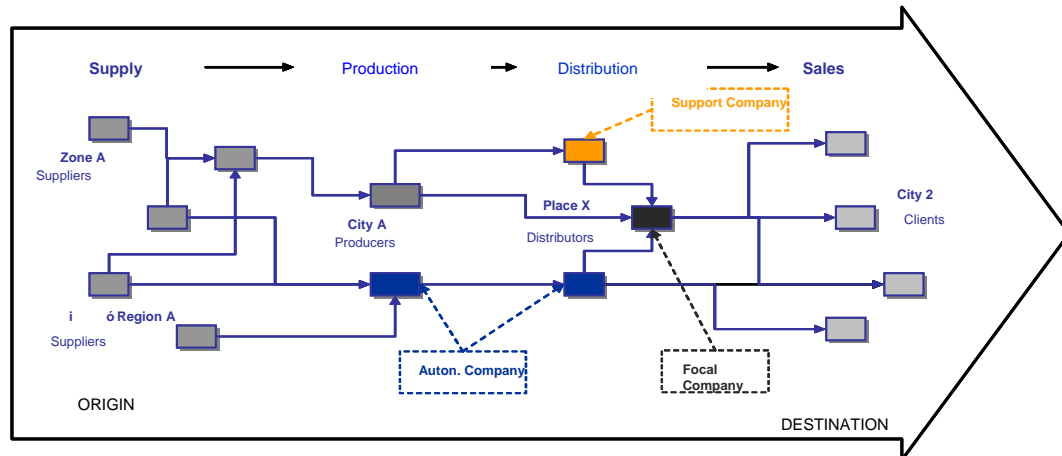 Supply
Production
Distribution
Sales
Support Company
Zone A
Suppliers
City A
Producers
Place X
Distributors
City 2
Clients
i ó Region A
Suppliers
Auton. Company
Focal
Company
ORIGIN
DESTINATION